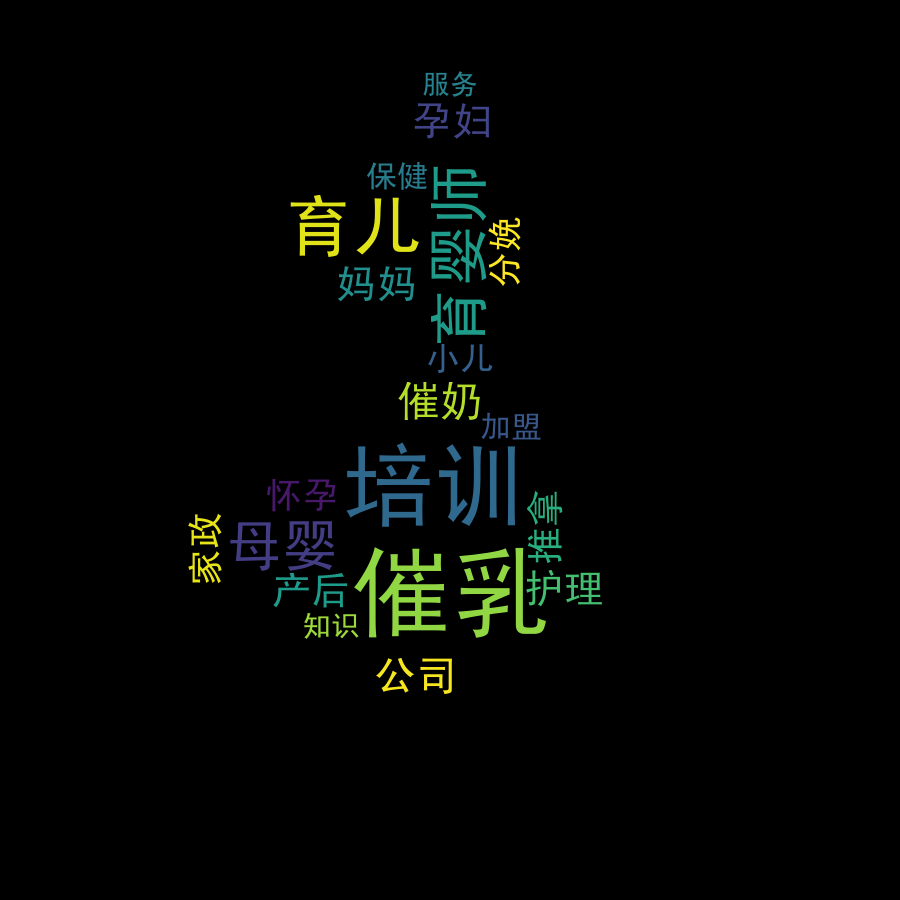 服务
孕妇
保健
育儿
育婴师
分娩
妈妈
小儿
催奶
加盟
培训
怀孕
推拿
家政
母婴
催乳
产后
护理
知识
公司